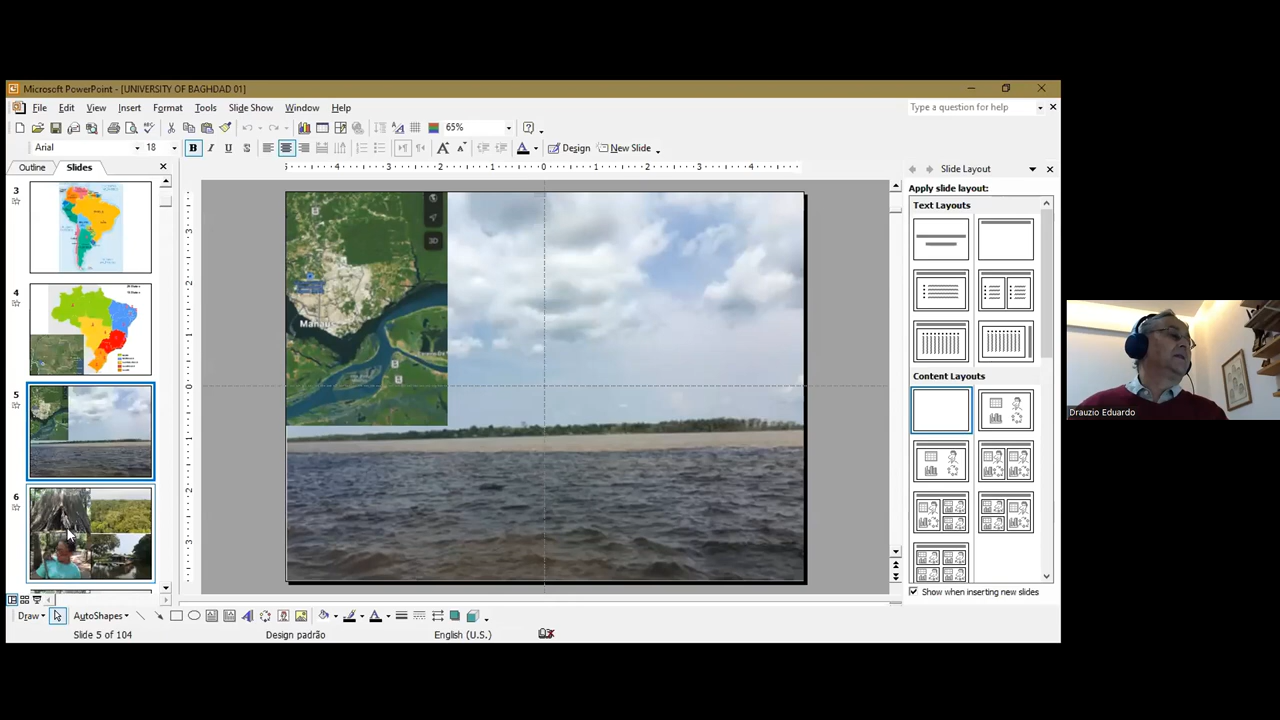 Microsoft PowerPoint - [UNIVERSITY OF BAGHDAD 01]
File Edit View Insert Format Tools Slide Show Window Help
Type a question for help
65%
Arial 18
B I U S
Design New Slide
Outline Slides
Slide Layout
Apply slide layout:
Text Layouts
Content Layouts
3
4
5
6
3D
Manaus
Show when inserting new slides
Draw AutoShapes
Slide 5 of 104 Design padrão English (U.S.)
Drauzio Eduardo